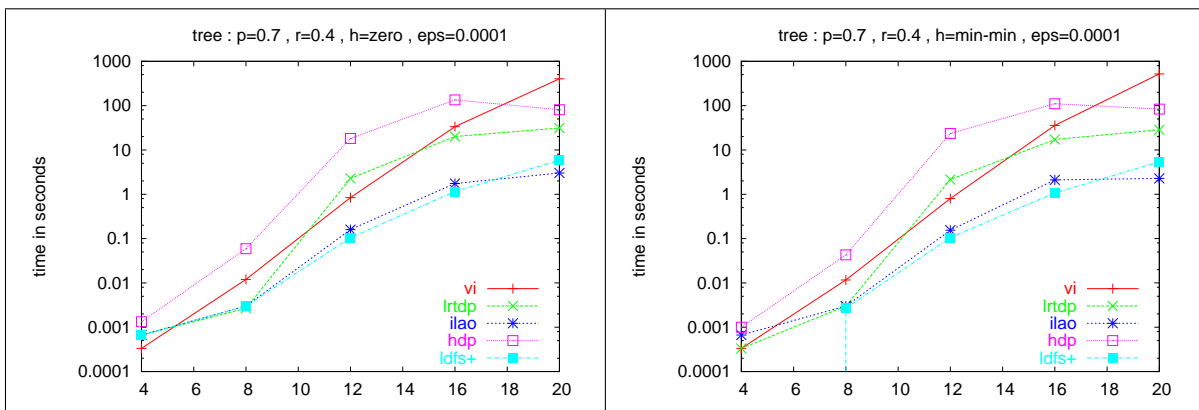 tree : p=0.7 , r=0.4 , h=zero , eps=0.0001
1000
100
10
1
0.1
0.01
0.001
0.0001
time in seconds
vi
lrtdp
ilao
hdp
ldfs+
4 6 8 10 12 14 16 18 20
tree : p=0.7 , r=0.4 , h=min-min , eps=0.0001
1000
100
10
1
0.1
0.01
0.001
0.0001
time in seconds
vi
lrtdp
ilao
hdp
ldfs+
4 6 8 10 12 14 16 18 20